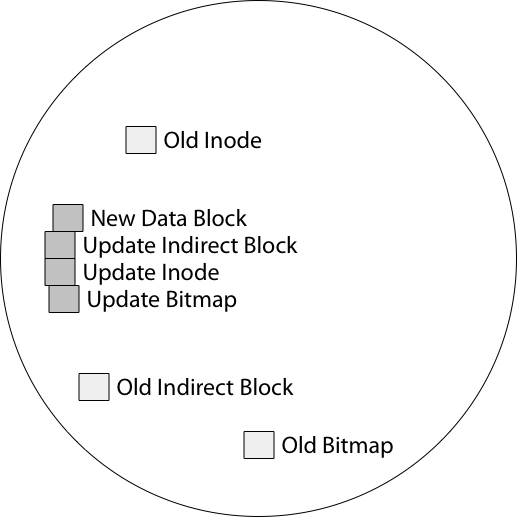 Old Inode
New Data Block
Update Indirect Block
Update Inode
Update Bitmap
Old Indirect Block
Old Bitmap